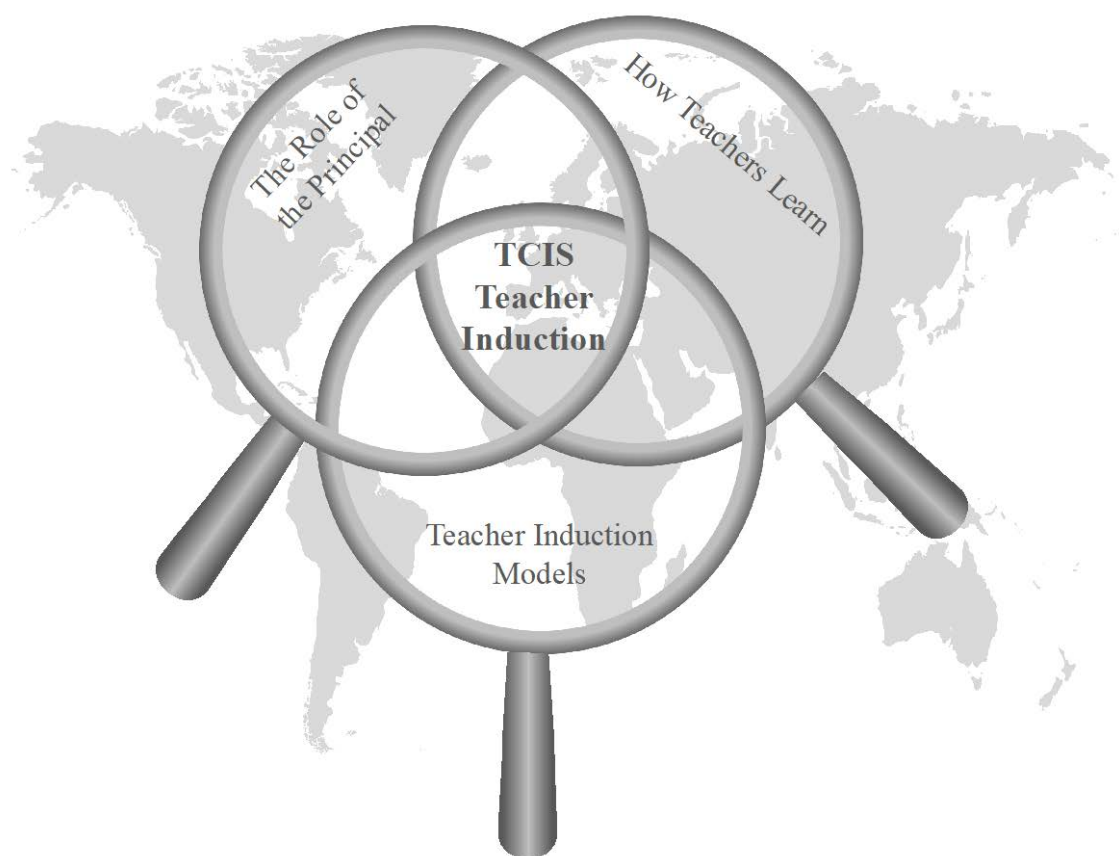 The Role of
the Principal
How Teachers Learn
TCIS
Teacher
Induction
Teacher Induction
Models